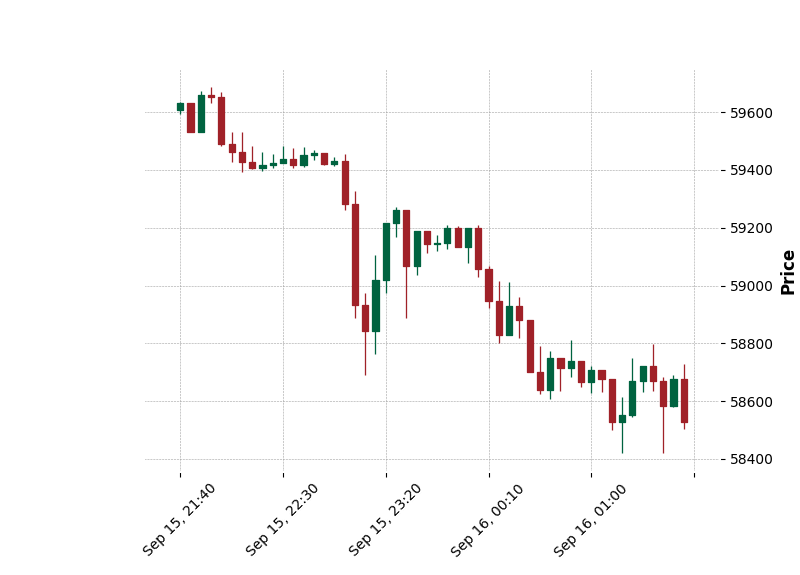 59600
59400
59200
59000
58800
58600
58400
Price
Sep 15, 21:40
Sep 15, 22:30
Sep 15, 23:20
Sep 16, 00:10
Sep 16, 01:00